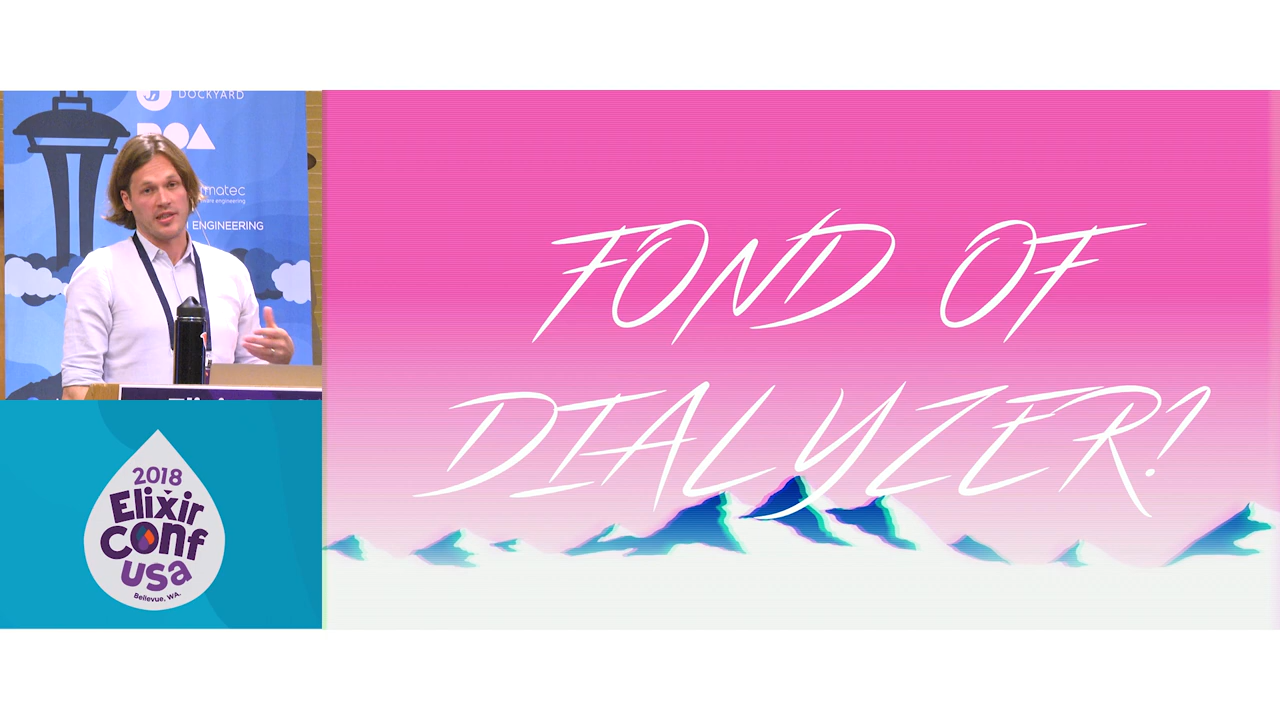 DOCKYARD
ENGINEERING
2018
Elixir
Conf
USA
Bellevue, WA.
FOND OF
DIALYZER!